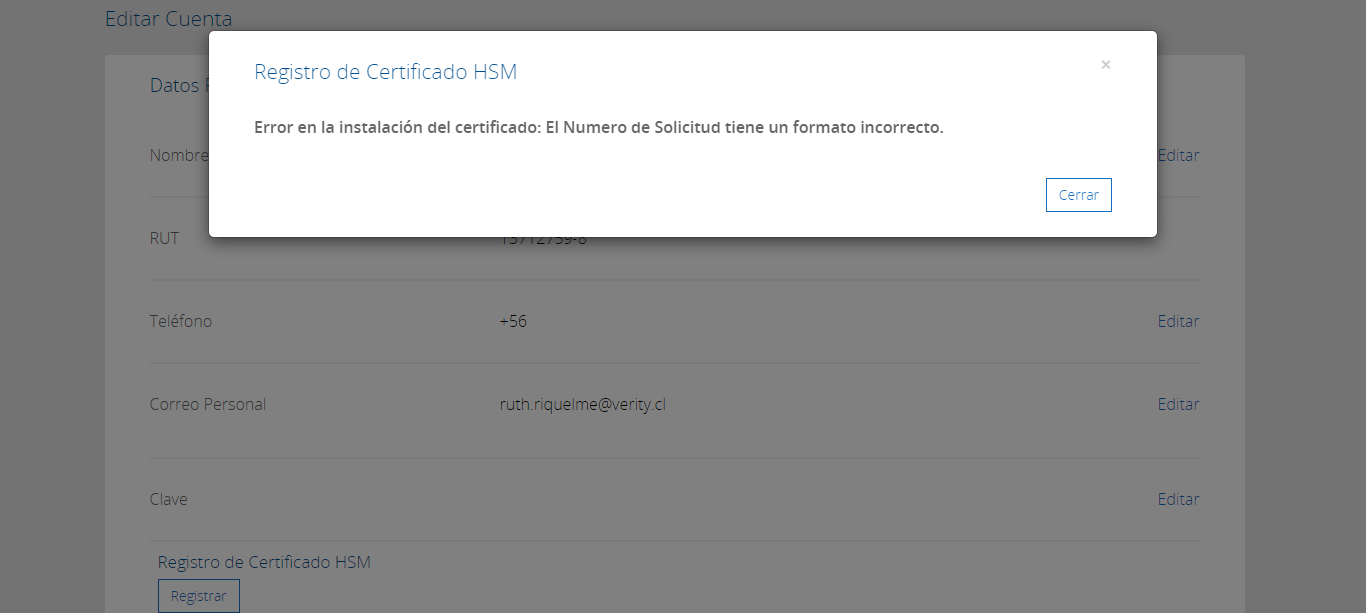 Editar Cuenta
Registro de Certificado HSM ×
Datos
Error en la instalación del certificado: El Numero de Solicitud tiene un formato incorrecto.
Nombre Editar
Cerrar
RUT 13712759-8
Teléfono +56 Editar
Correo Personal ruth.riquelme@verity.cl Editar
Clave Editar
Registro de Certificado HSM
Registrar